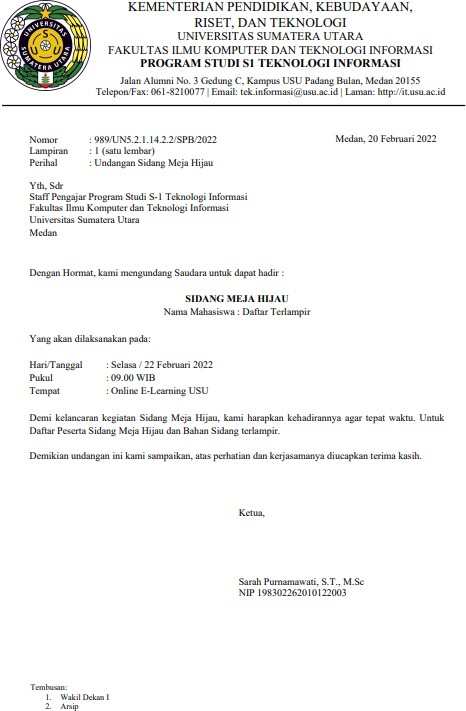 UNIVERSITAS
USU
SUMATERA UTARA
KEMENTERIAN PENDIDIKAN, KEBUDAYAAN,
RISET, DAN TEKNOLOGI
UNIVERSITAS SUMATERA UTARA
FAKULTAS ILMU KOMPUTER DAN TEKNOLOGI INFORMASI
PROGRAM STUDI S1 TEKNOLOGI INFORMASI
Jalan Alumni No. 3 Gedung C, Kampus USU Padang Bulan, Medan 20155
Telepon/Fax: 061-8210077 | Email: tek.informasi@usu.ac.id | Laman: http://it.usu.ac.id
Nomor : 989/UN5.2.1.14.2.2/SPB/2022 Medan, 20 Februari 2022
Lampiran : 1 (satu lembar)
Perihal : Undangan Sidang Meja Hijau
Yth, Sdr
Staff Pengajar Program Studi S-1 Teknologi Informasi
Fakultas Ilmu Komputer dan Teknologi Informasi
Universitas Sumatera Utara
Medan
Dengan Hormat, kami mengundang Saudara untuk dapat hadir :
SIDANG MEJA HIJAU
Nama Mahasiswa : Daftar Terlampir
Yang akan dilaksanakan pada:
Hari/Tanggal : Selasa / 22 Februari 2022
Pukul : 09.00 WIB
Tempat : Online E-Learning USU
Demi kelancaran kegiatan Sidang Meja Hijau, kami harapkan kehadirannya agar tepat waktu. Untuk
Daftar Peserta Sidang Meja Hijau dan Bahan Sidang terlampir.
Demikian undangan ini kami sampaikan, atas perhatian dan kerjasamanya diucapkan terima kasih.
Ketua,
Sarah Purnamawati, S.T., M.Sc
NIP 198302262010122003
Tembusan:
1. Wakil Dekan I
2. Arsip